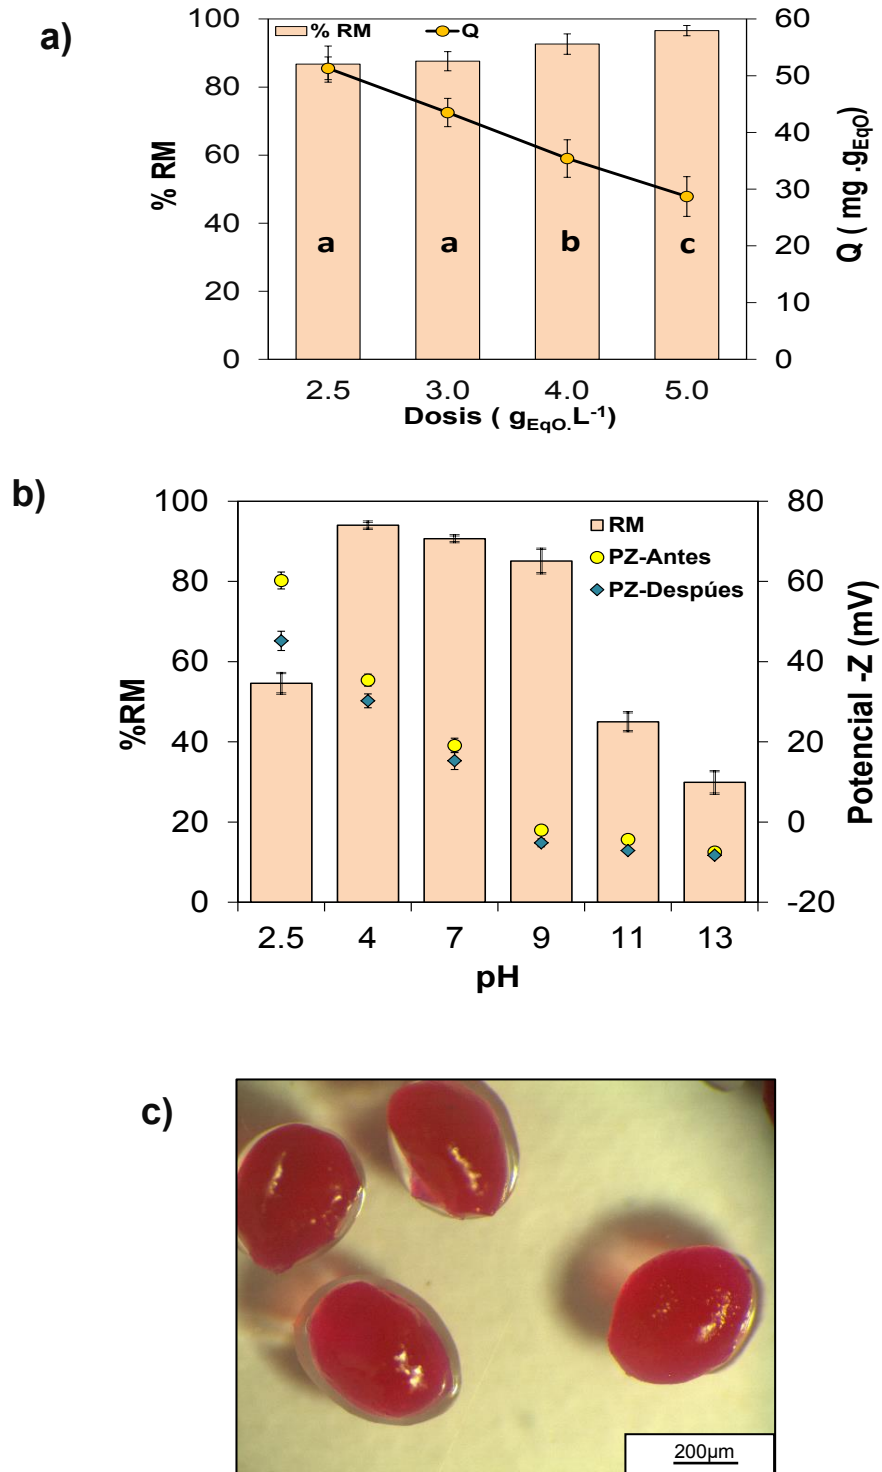 a)
% RM
Q
100
80
60
40
20
0
% RM
60
50
40
30
20
10
0
Q ( mg .gEqO)
a a b c
2.5 3.0 4.0 5.0
Dosis ( gEqO.L-1)
b)
RM
PZ-Antes
PZ-Despúes
100
80
60
40
20
0
%RM
80
60
40
20
0
-20
Potencial -Z (mV)
2.5 4 7 9 11 13
pH
c)
200µm